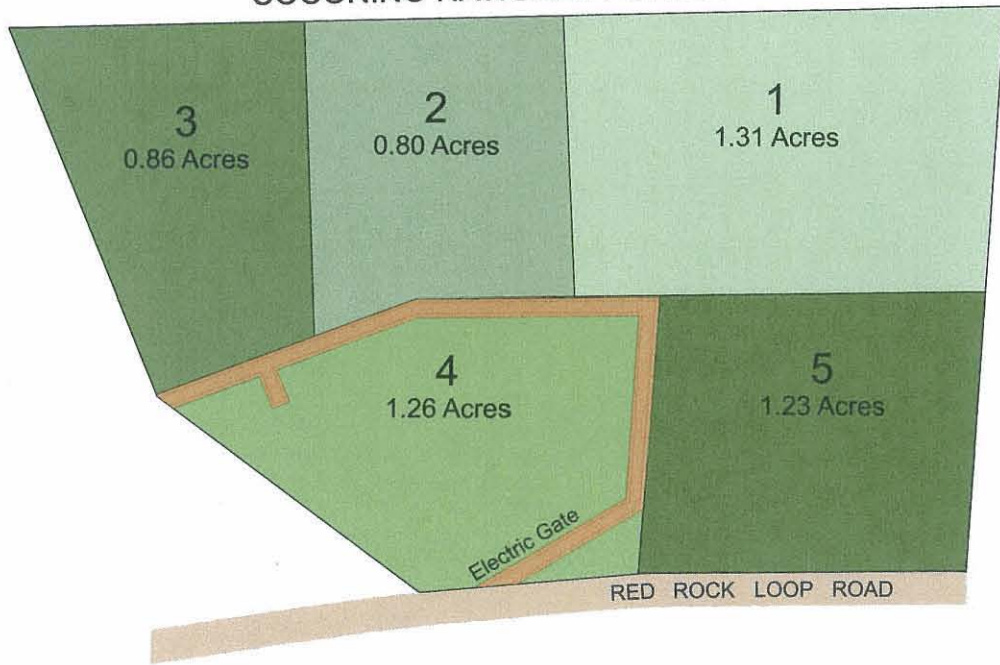 3
0.86 Acres
2
0.80 Acres
1
1.31 Acres
4
1.26 Acres
5
1.23 Acres
Electric Gate
RED ROCK LOOP ROAD